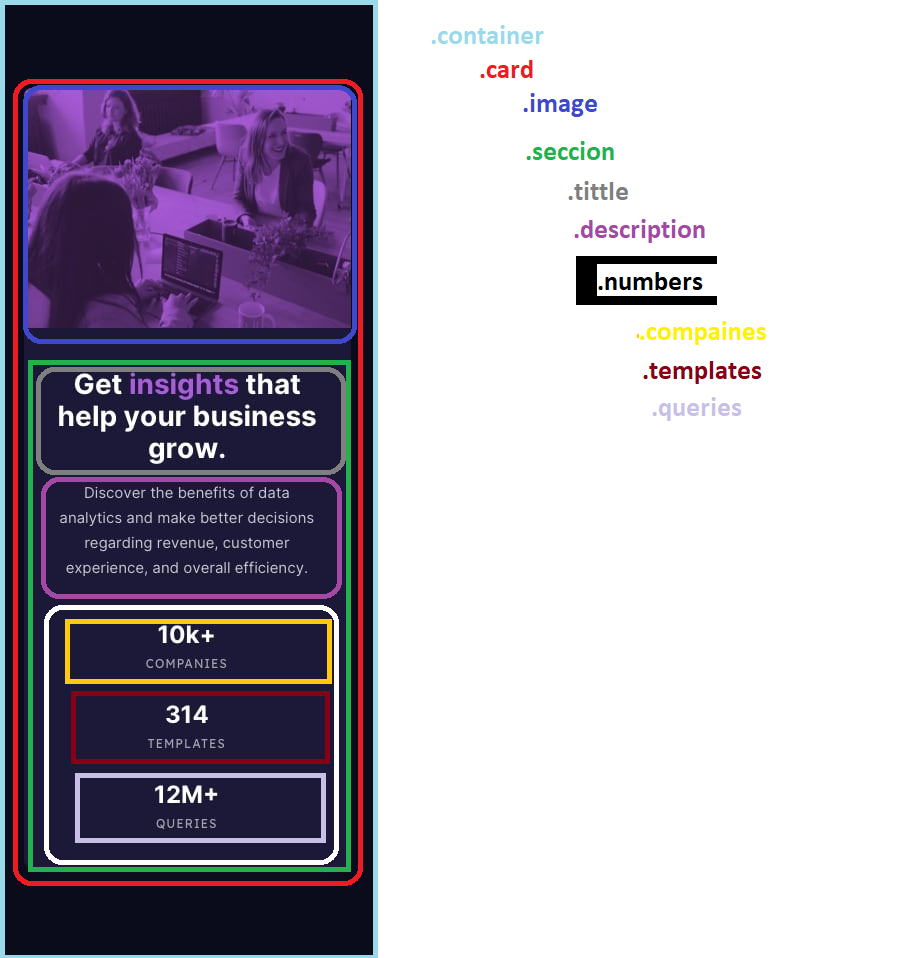 Get insights that
help your business
grow.
Discover the benefits of data
analytics and make better decisions
regarding revenue, customer
experience, and overall efficiency.
10k+
COMPANIES
314
TEMPLATES
12M+
QUERIES
.container
.card
.image
.seccion
.tittle
.description
.numbers
.compaines
.templates
.queries